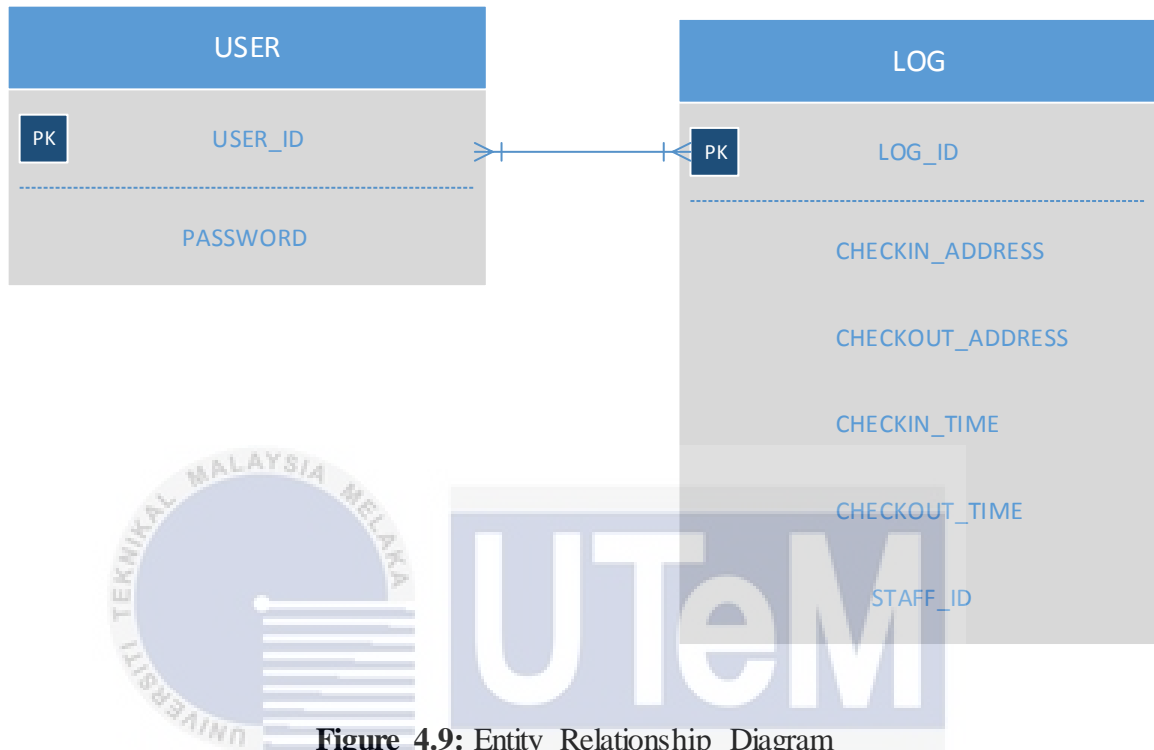 USER
PK USER_ID
PASSWORD
LOG
PK LOG_ID
CHECKIN_ADDRESS
CHECKOUT_ADDRESS
CHECKIN_TIME
CHECKOUT_TIME
STAFF_ID
UNIVERSITI TEKNIKAL MALAYSIA MELAKA
UTeM
Figure 4.9: Entity Relationship Diagram